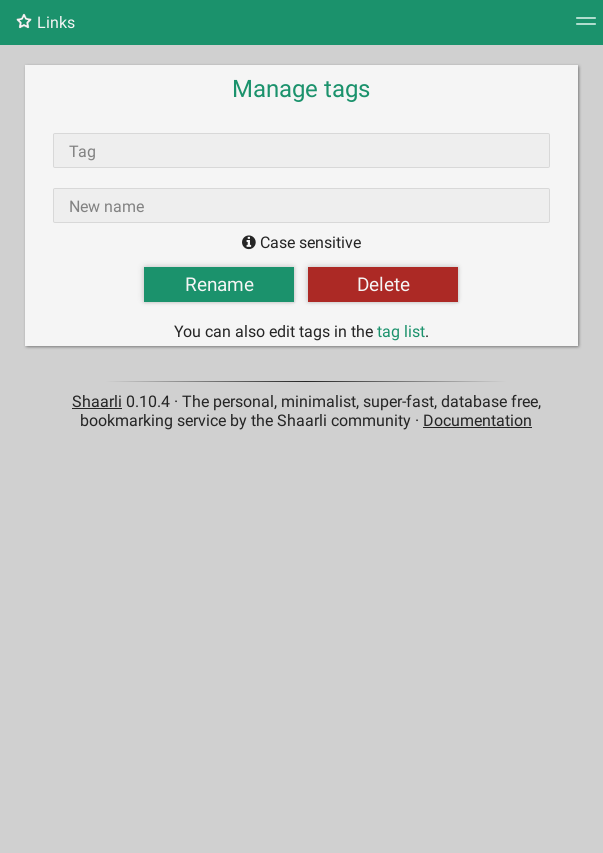 Links
Manage tags
Tag
New name
Case sensitive
Rename
Delete
You can also edit tags in the tag list.
Shaarli 0.10.4 · The personal, minimalist, super-fast, database free,
bookmarking service by the Shaarli community · Documentation